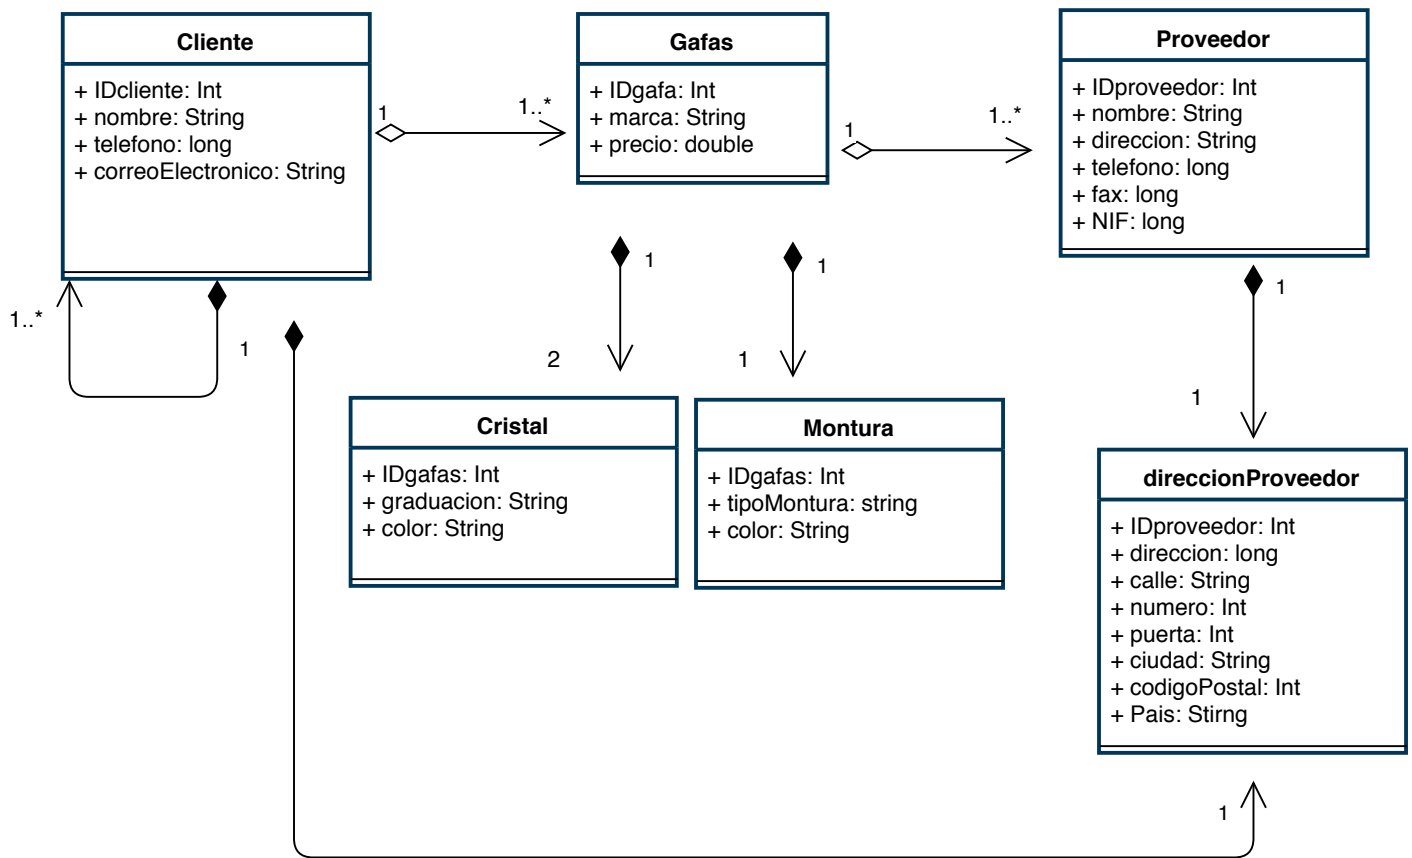 Cliente
+ IDcliente: Int
+ nombre: String
+ telefono: long
+ correoElectronico: String
1
1..*
Gafas
+ IDgafa: Int
+ marca: String
+ precio: double
1
1..*
Proveedor
+ IDproveedor: Int
+ nombre: String
+ direccion: String
+ telefono: long
+ fax: long
+ NIF: long
1..*
1
1
2
1
1
1
1
Cristal
+ IDgafas: Int
+ graduacion: String
+ color: String
Montura
+ IDgafas: Int
+ tipoMontura: string
+ color: String
direccionProveedor
+ IDproveedor: Int
+ direccion: long
+ calle: String
+ numero: Int
+ puerta: Int
+ ciudad: String
+ codigoPostal: Int
+ Pais: Stirng
1